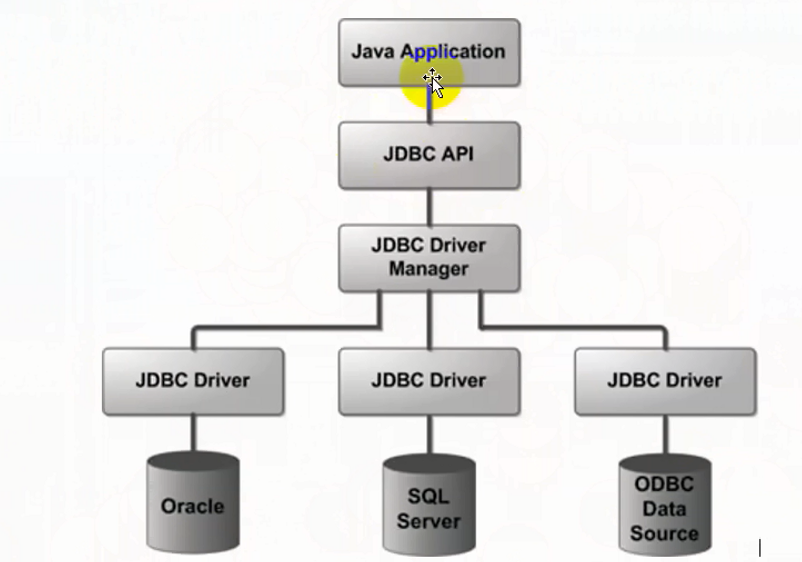 Java Application
JDBC API
JDBC Driver
Manager
JDBC Driver
JDBC Driver
JDBC Driver
Oracle
SQL
Server
ODBC
Data
Source